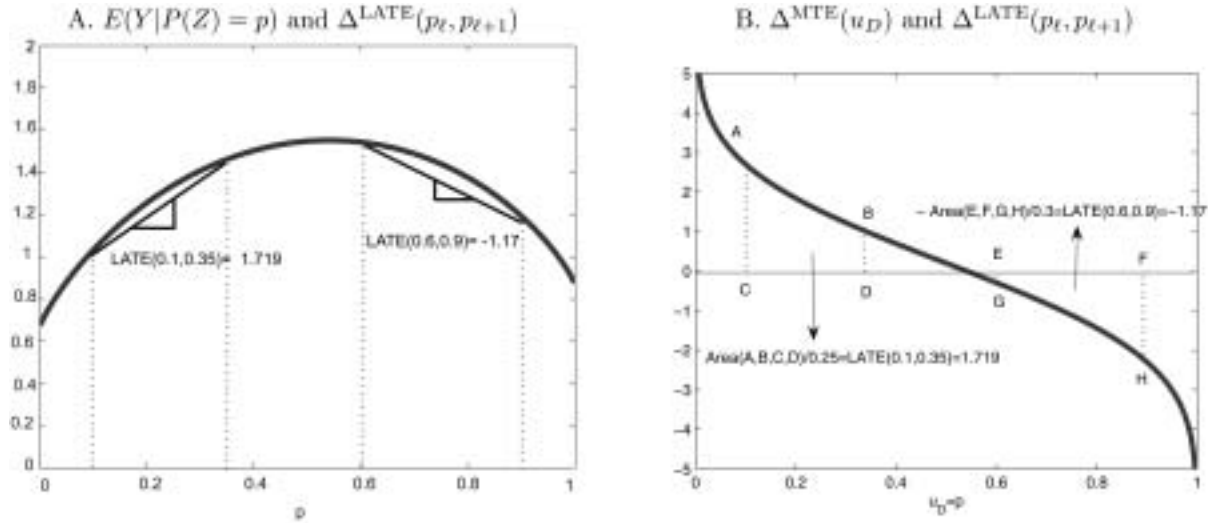 A. E(Y|P(Z) = p) and Δ^LATE(p_ℓ, p_ℓ+1)
2
1.8
1.6
1.4
1.2
1
0.8
0.6
0.4
0.2
0
LATE(0.1,0.35)= 1.719
LATE(0.6,0.9)= -1.17
0 0.2 0.4 0.6 0.8 1
p
B. Δ^MTE(u_D) and Δ^LATE(p_ℓ, p_ℓ+1)
5
4
3
2
1
0
−1
−2
−3
−4
−5
A
B
− Area(E,F,G,H)/0.3=LATE(0.6,0.9)=−1.17
E
F
C
D
G
Area(A,B,C,D)/0.25=LATE(0.1,0.35)=1.719
H
0 0.2 0.4 0.6 0.8 1
u_D=p